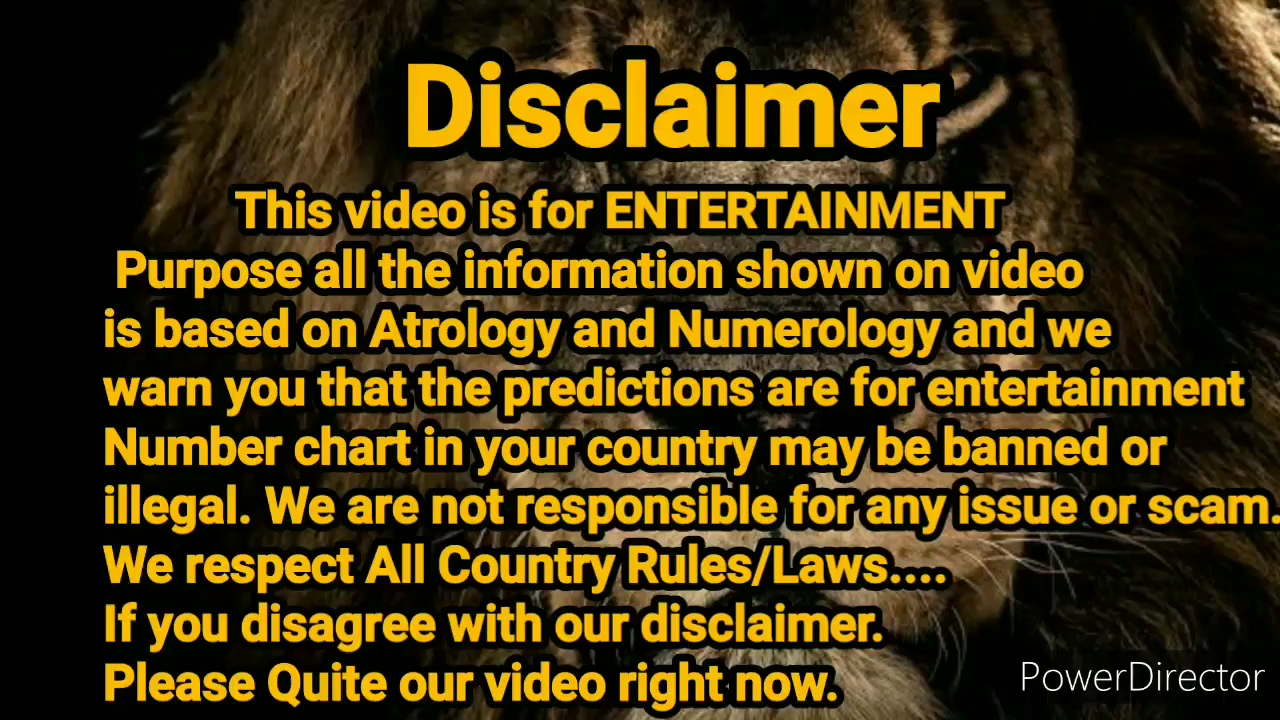 Disclaimer
This video is for ENTERTAINMENT
Purpose all the information shown on video
is based on Atrology and Numerology and we
warn you that the predictions are for entertainment
Number chart in your country may be banned or
illegal. We are not responsible for any issue or scam.
We respect All Country Rules/Laws....
If you disagree with our disclaimer.
Please Quite our video right now.
PowerDirector